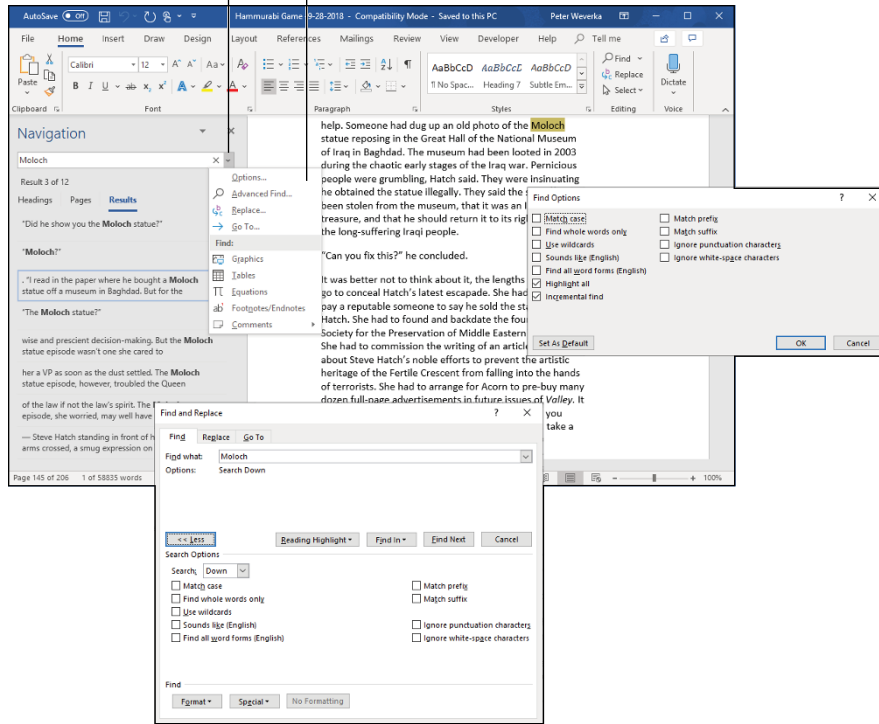 AutoSave Off Hammurabi Game 9-28-2018 - Compatibility Mode - Saved to this PC Peter Weverka
File Home Insert Draw Design Layout References Mailings Review View Developer Help Tell me
Paste
Calibri 12 A A Aa
B I U ab x₂ x² A A
AaBbCcD AaBbCcD AaBbCcD
¶ No Spac... Heading 7 Subtle Em...
Find
Replace
Select
Dictate
Clipboard Font Paragraph Styles Editing Voice
Navigation
Moloch
Result 3 of 12
Headings Pages Results
"Did he show you the Moloch statue?"
"Moloch?"
. "I read in the paper where he bought a Moloch
statue off a museum in Baghdad. But for the
"The Moloch statue?"
wise and prescient decision-making. But the Moloch
statue episode wasn't one she cared to
her a VP as soon as the dust settled. The Moloch
statue episode, however, troubled the Queen
of the law if not the law's spirit. The
episode, she worried, may well have
— Steve Hatch standing in front of h
arms crossed, a smug expression on
Page 145 of 206 1 of 58835 words
100%
Options...
Advanced Find...
Replace...
Go To...
Find:
Graphics
Tables
Equations
Footnotes/Endnotes
Comments
help. Someone had dug up an old photo of the Moloch
statue reposing in the Great Hall of the National Museum
of Iraq in Baghdad. The museum had been looted in 2003
during the chaotic early stages of the Iraq war. Pernicious
people were grumbling, Hatch said. They were insinuating
he obtained the statue illegally. They said the s
been stolen from the museum, that it was an I
treasure, and that he should return it to its rig
the long-suffering Iraqi people.
"Can you fix this?" he concluded.
It was better not to think about it, the lengths
go to conceal Hatch's latest escapade. She had
pay a reputable someone to say he sold the sta
Hatch. She had to found and backdate the fou
Society for the Preservation of Middle Eastern
She had to commission the writing of an articl
about Steve Hatch's noble efforts to prevent the artistic
heritage of the Fertile Crescent from falling into the hands
of terrorists. She had to arrange for Acorn to pre-buy many
dozen full-page advertisements in future issues of Valley. It
you
take a
Find Options ? ×
Match case
Find whole words only
Use wildcards
Sounds like (English)
Find all word forms (English)
Highlight all
Incremental find
Match prefix
Match suffix
Ignore punctuation characters
Ignore white-space characters
Set As Default OK Cancel
Find and Replace ? ×
Find Replace Go To
Find what: Moloch
Options: Search Down
<< Less Reading Highlight Find In Find Next Cancel
Search Options
Search: Down
Match case
Find whole words only
Use wildcards
Sounds like (English)
Find all word forms (English)
Match prefix
Match suffix
Ignore punctuation characters
Ignore white-space characters
Find
Format Special No Formatting